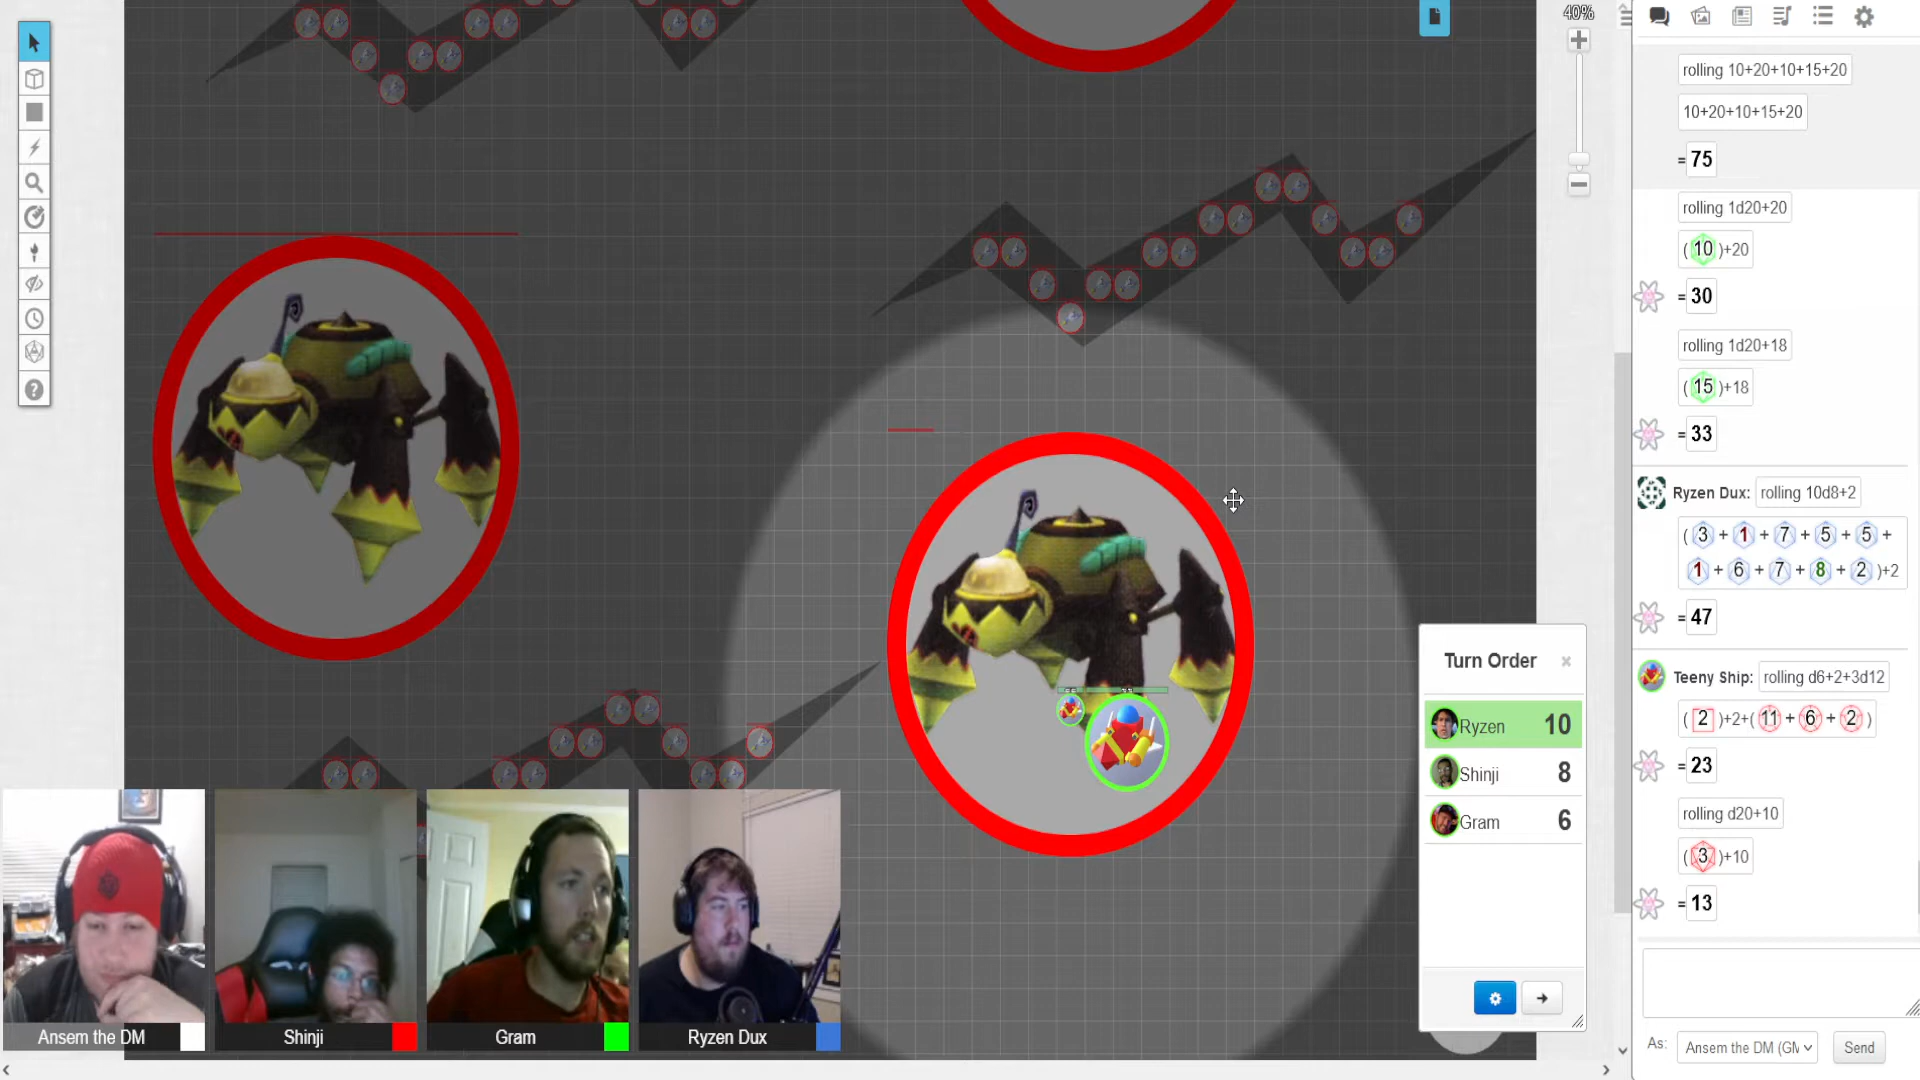 40%
rolling 10+20+10+15+20
10+20+10+15+20
=75
rolling 1d20+20
(10)+20
=30
rolling 1d20+18
(15)+18
=33
Ryzen Dux: rolling 10d8+2
(3+1+7+5+5+
1+6+7+8+2)+2
=47
Teeny Ship: rolling d6+2+3d12
(2)+2+(11+6+2)
=23
rolling d20+10
(3)+10
=13
Turn Order ×
Ryzen 10
Shinji 8
Gram 6
Ansem the DM
Shinji
Gram
Ryzen Dux
As: Ansem the DM (GM
Send